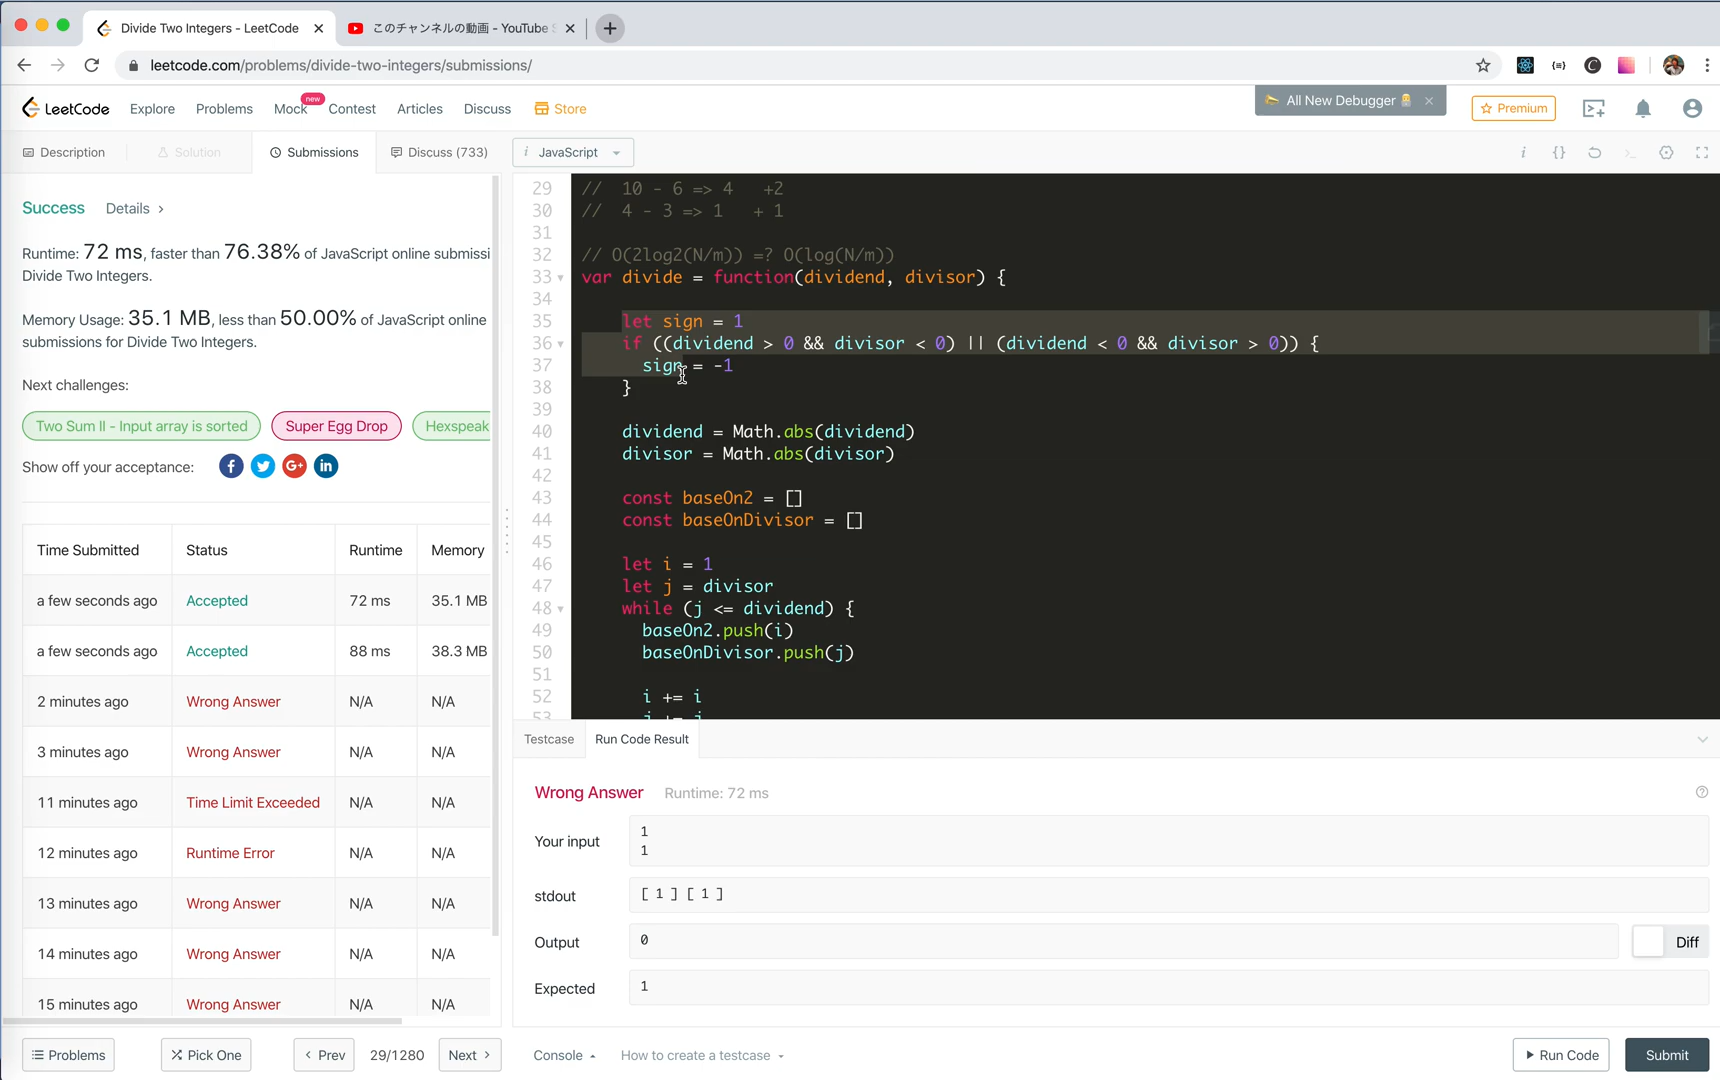 Divide Two Integers - LeetCode
このチャンネルの動画 - YouTube S
leetcode.com/problems/divide-two-integers/submissions/
LeetCode
Explore
Problems
Mock
new
Contest
Articles
Discuss
Store
All New Debugger
Premium
Description
Solution
Submissions
Discuss (733)
i JavaScript
Success
Details >
Runtime: 72 ms, faster than 76.38% of JavaScript online submissi
Divide Two Integers.
Memory Usage: 35.1 MB, less than 50.00% of JavaScript online
submissions for Divide Two Integers.
Next challenges:
Two Sum II - Input array is sorted
Super Egg Drop
Hexspeak
Show off your acceptance:
Time Submitted Status Runtime Memory
a few seconds ago Accepted 72 ms 35.1 MB
a few seconds ago Accepted 88 ms 38.3 MB
2 minutes ago Wrong Answer N/A N/A
3 minutes ago Wrong Answer N/A N/A
11 minutes ago Time Limit Exceeded N/A N/A
12 minutes ago Runtime Error N/A N/A
13 minutes ago Wrong Answer N/A N/A
14 minutes ago Wrong Answer N/A N/A
15 minutes ago Wrong Answer N/A N/A
29 // 10 - 6 => 4 +2
30 // 4 - 3 => 1 + 1
31
32 // O(2log2(N/m)) =? O(log(N/m))
33 var divide = function(dividend, divisor) {
34
35 let sign = 1
36 if ((dividend > 0 && divisor < 0) || (dividend < 0 && divisor > 0)) {
37 sign = -1
38 }
39
40 dividend = Math.abs(dividend)
41 divisor = Math.abs(divisor)
42
43 const baseOn2 = []
44 const baseOnDivisor = []
45
46 let i = 1
47 let j = divisor
48 while (j <= dividend) {
49 baseOn2.push(i)
50 baseOnDivisor.push(j)
51
52 i += i
53 j += j
Testcase
Run Code Result
Wrong Answer
Runtime: 72 ms
Your input
1
1
stdout
[ 1 ] [ 1 ]
Output
0
Diff
Expected
1
Problems
Pick One
< Prev
29/1280
Next >
Console
How to create a testcase
Run Code
Submit